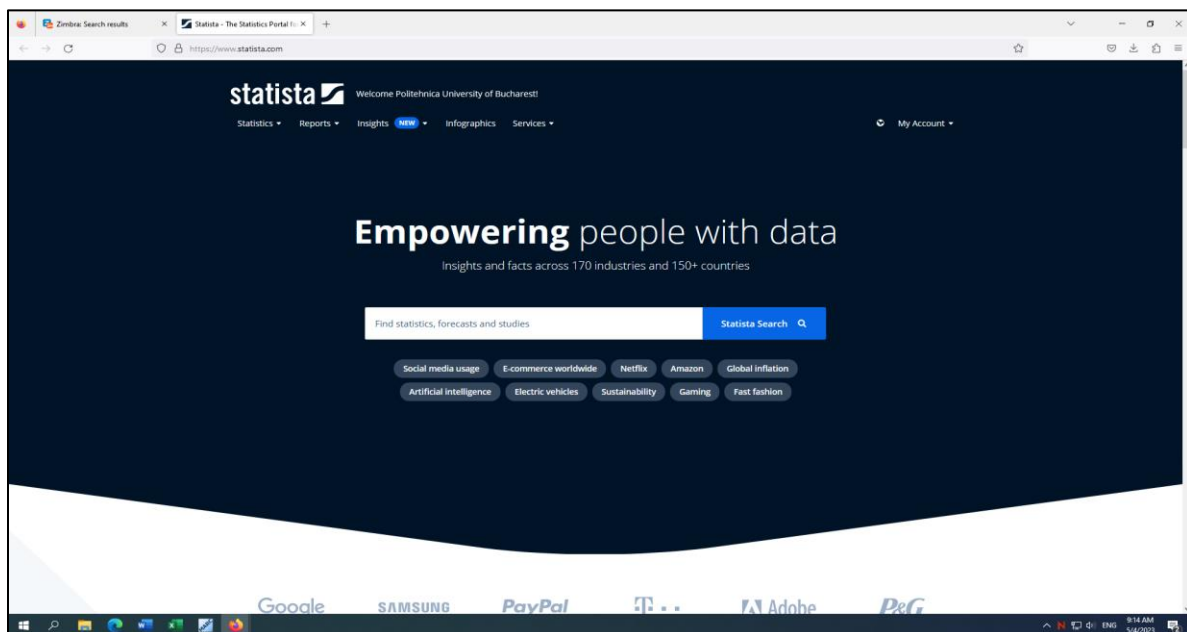 Zimbra: Search results
Statista - The Statistics Portal fo
https://www.statista.com
statista Welcome Politehnica University of Bucharest!
Statistics Reports Insights NEW Infographics Services My Account
Empowering people with data
Insights and facts across 170 industries and 150+ countries
Find statistics, forecasts and studies Statista Search
Social media usage E-commerce worldwide Netflix Amazon Global inflation
Artificial intelligence Electric vehicles Sustainability Gaming Fast fashion
Google SAMSUNG PayPal T Adobe P&G
ENG 9:14 AM
5/4/2023